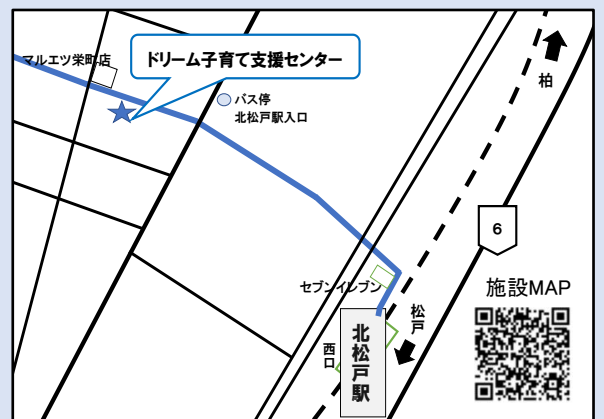 マルエツ栄町店
ドリーム子育て支援センター
バス停
北松戸駅入口
柏
6
セブンイレブン
施設MAP
松戸
西口
北松戸駅